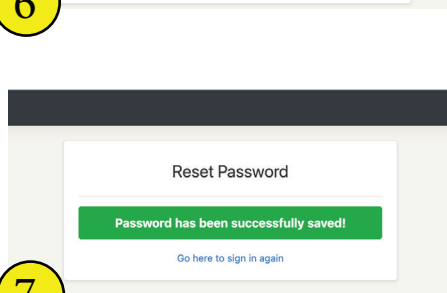 6
Reset Password
Password has been successfully saved!
Go here to sign in again
7